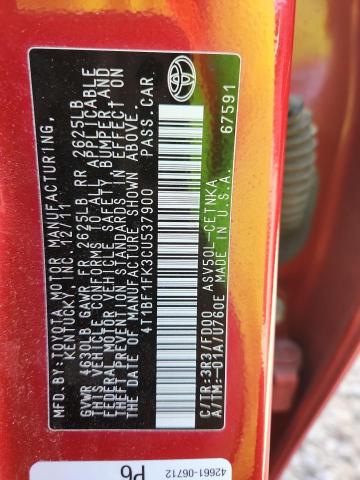 MFD. BY: TOYOTA MOTOR MANUFACTURING,
KENTUCKY, INC. 12/11
GVWR 4630LB GAWR FR 2625LB RR 2625LB
THIS VEHICLE CONFORMS TO ALL APPLICABLE
FEDERAL MOTOR VEHICLE SAFETY, BUMPER, AND
THEFT PREVENTION STANDARDS IN EFFECT ON
THE DATE OF MANUFACTURE SHOWN ABOVE.
4T1BF1FK3CU537900 PASS. CAR
C/TR: 3R3/FD00 ASV50L-CETNKA
A/TM: -01A/U760E MADE IN U.S.A.
67591
42661-06712
P6